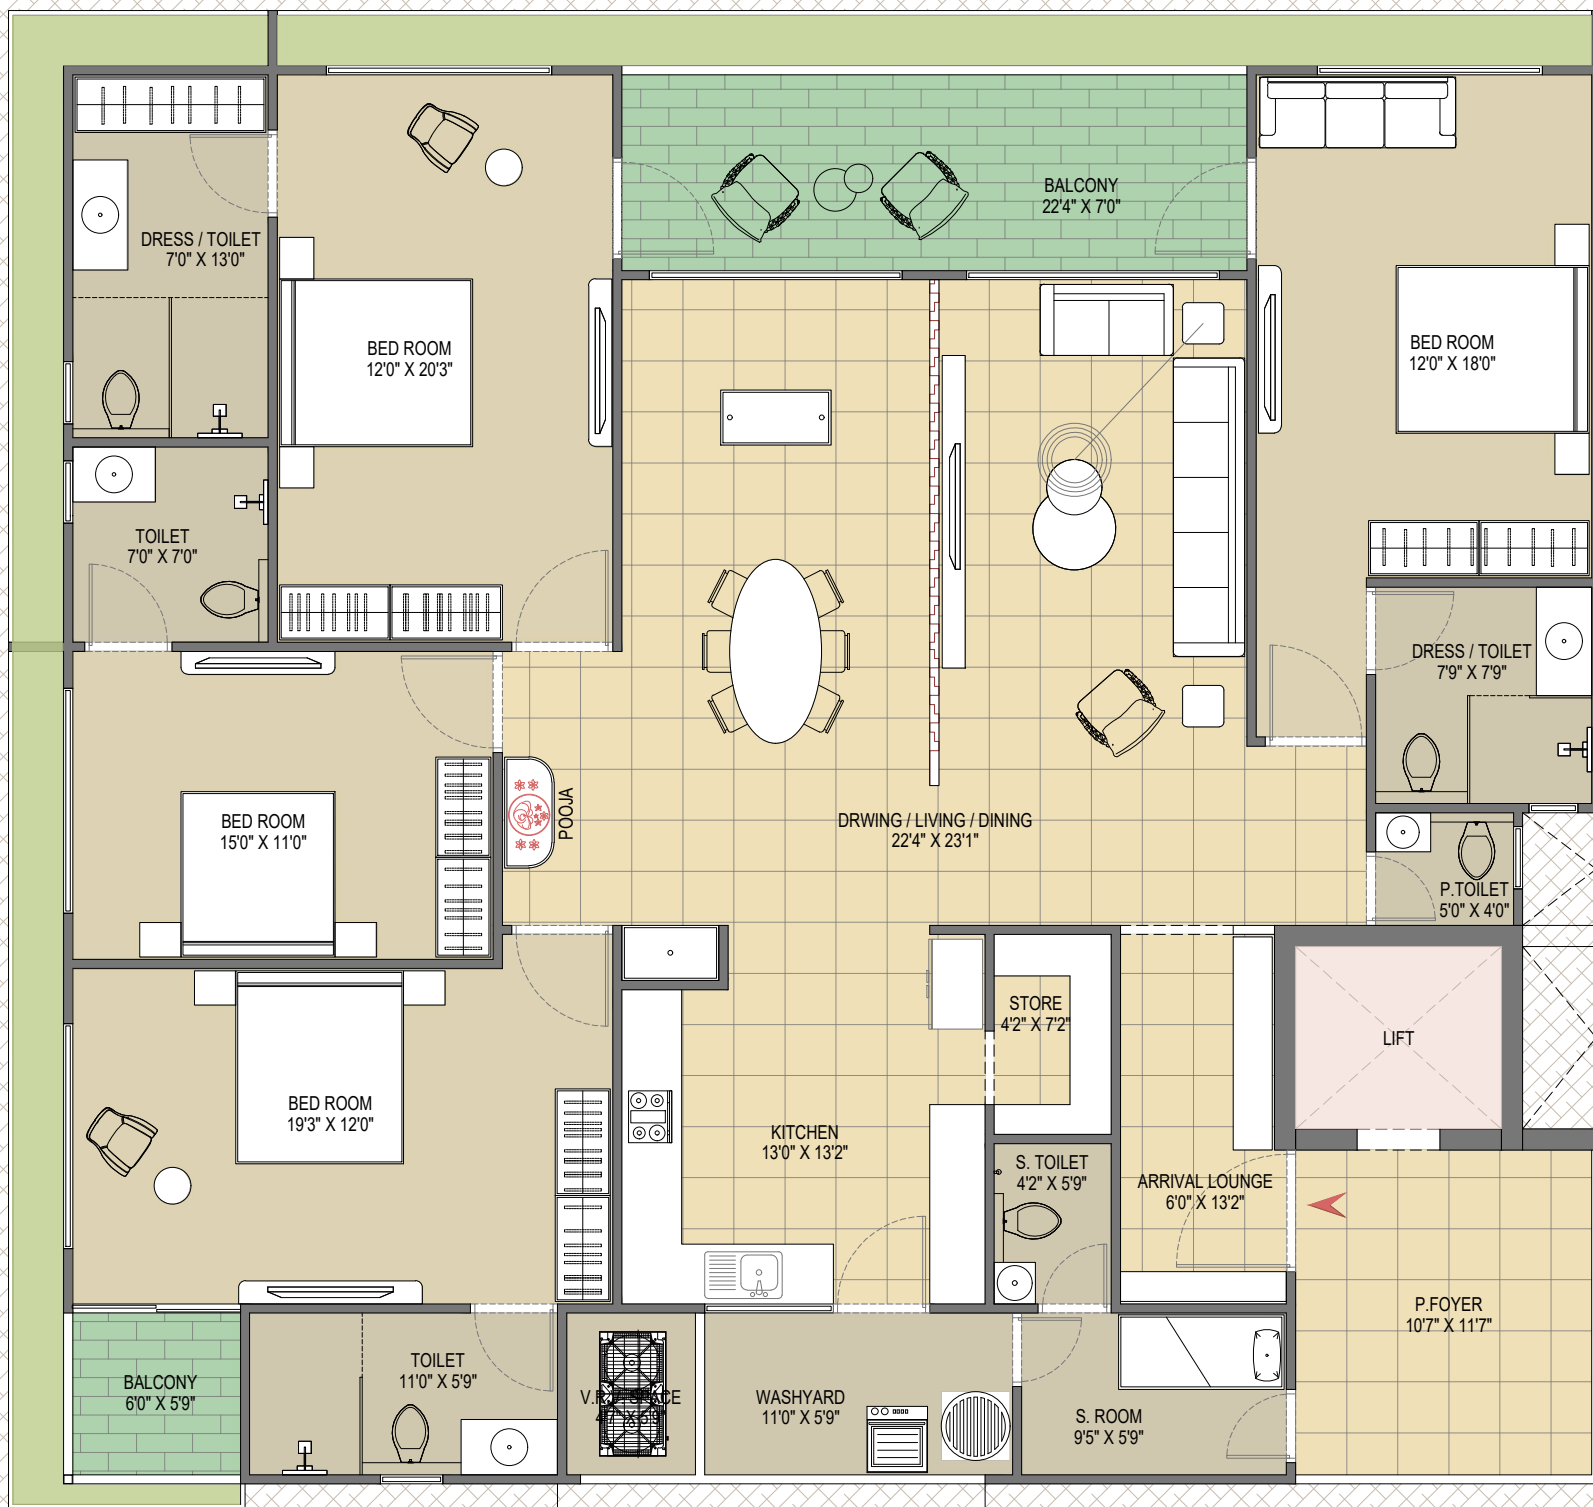 BALCONY
22'4" X 7'0"
DRESS / TOILET
7'0" X 13'0"
BED ROOM
12'0" X 20'3"
BED ROOM
12'0" X 18'0"
TOILET
7'0" X 7'0"
DRESS / TOILET
7'9" X 7'9"
BED ROOM
15'0" X 11'0"
POOJA
DRWING / LIVING / DINING
22'4" X 23'1"
P.TOILET
5'0" X 4'0"
STORE
4'2" X 7'2"
LIFT
BED ROOM
19'3" X 12'0"
KITCHEN
13'0" X 13'2"
S. TOILET
4'2" X 5'9"
ARRIVAL LOUNGE
6'0" X 13'2"
P.FOYER
10'7" X 11'7"
BALCONY
6'0" X 5'9"
TOILET
11'0" X 5'9"
WASHYARD
11'0" X 5'9"
S. ROOM
9'5" X 5'9"